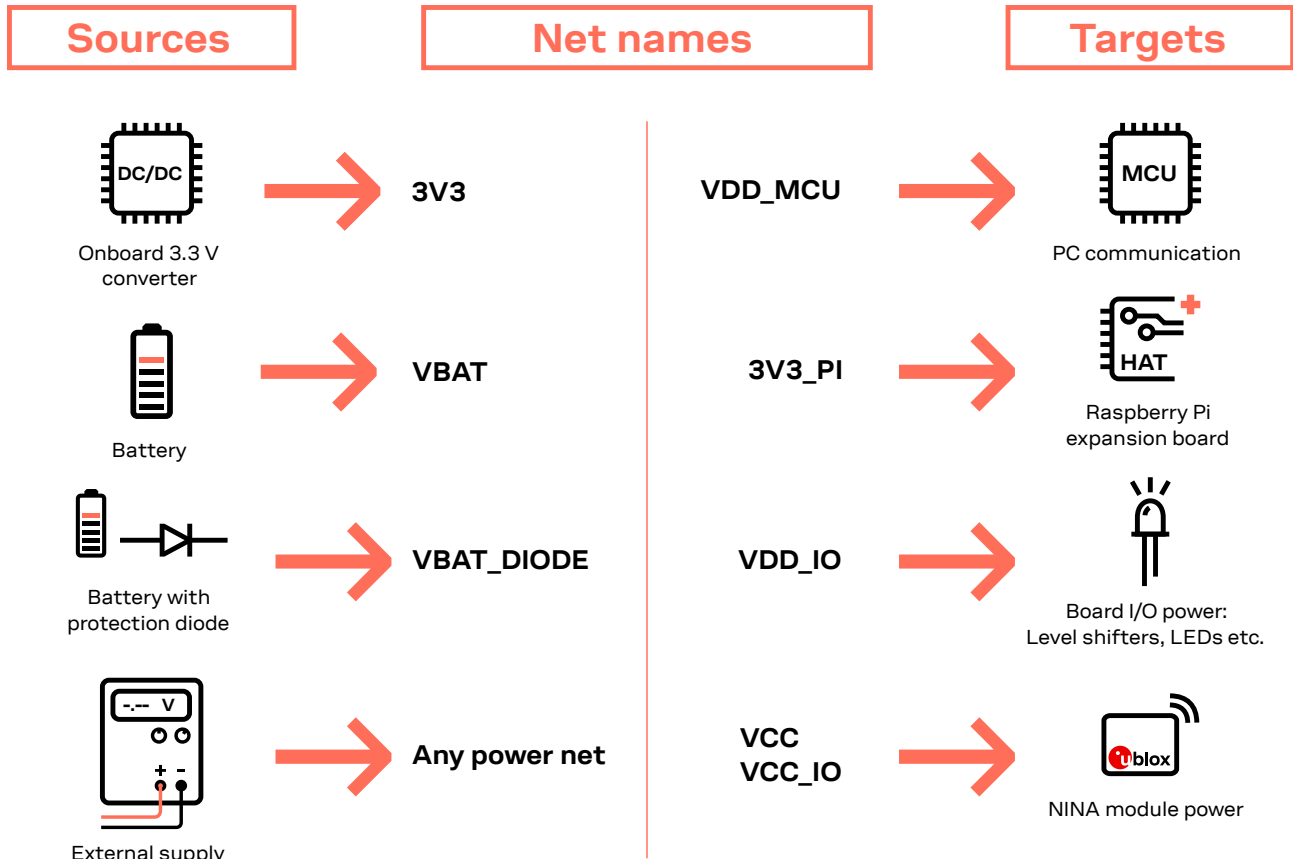 Sources
Net names
Targets
DC/DC
3V3
VDD_MCU
MCU
Onboard 3.3 V
converter
PC communication
VBAT
3V3_PI
HAT
Battery
Raspberry Pi
expansion board
VBAT_DIODE
VDD_IO
Battery with
protection diode
Board I/O power:
Level shifters, LEDs etc.
-.-- V
+ -
Any power net
VCC
VCC_IO
ublox
NINA module power
External supply